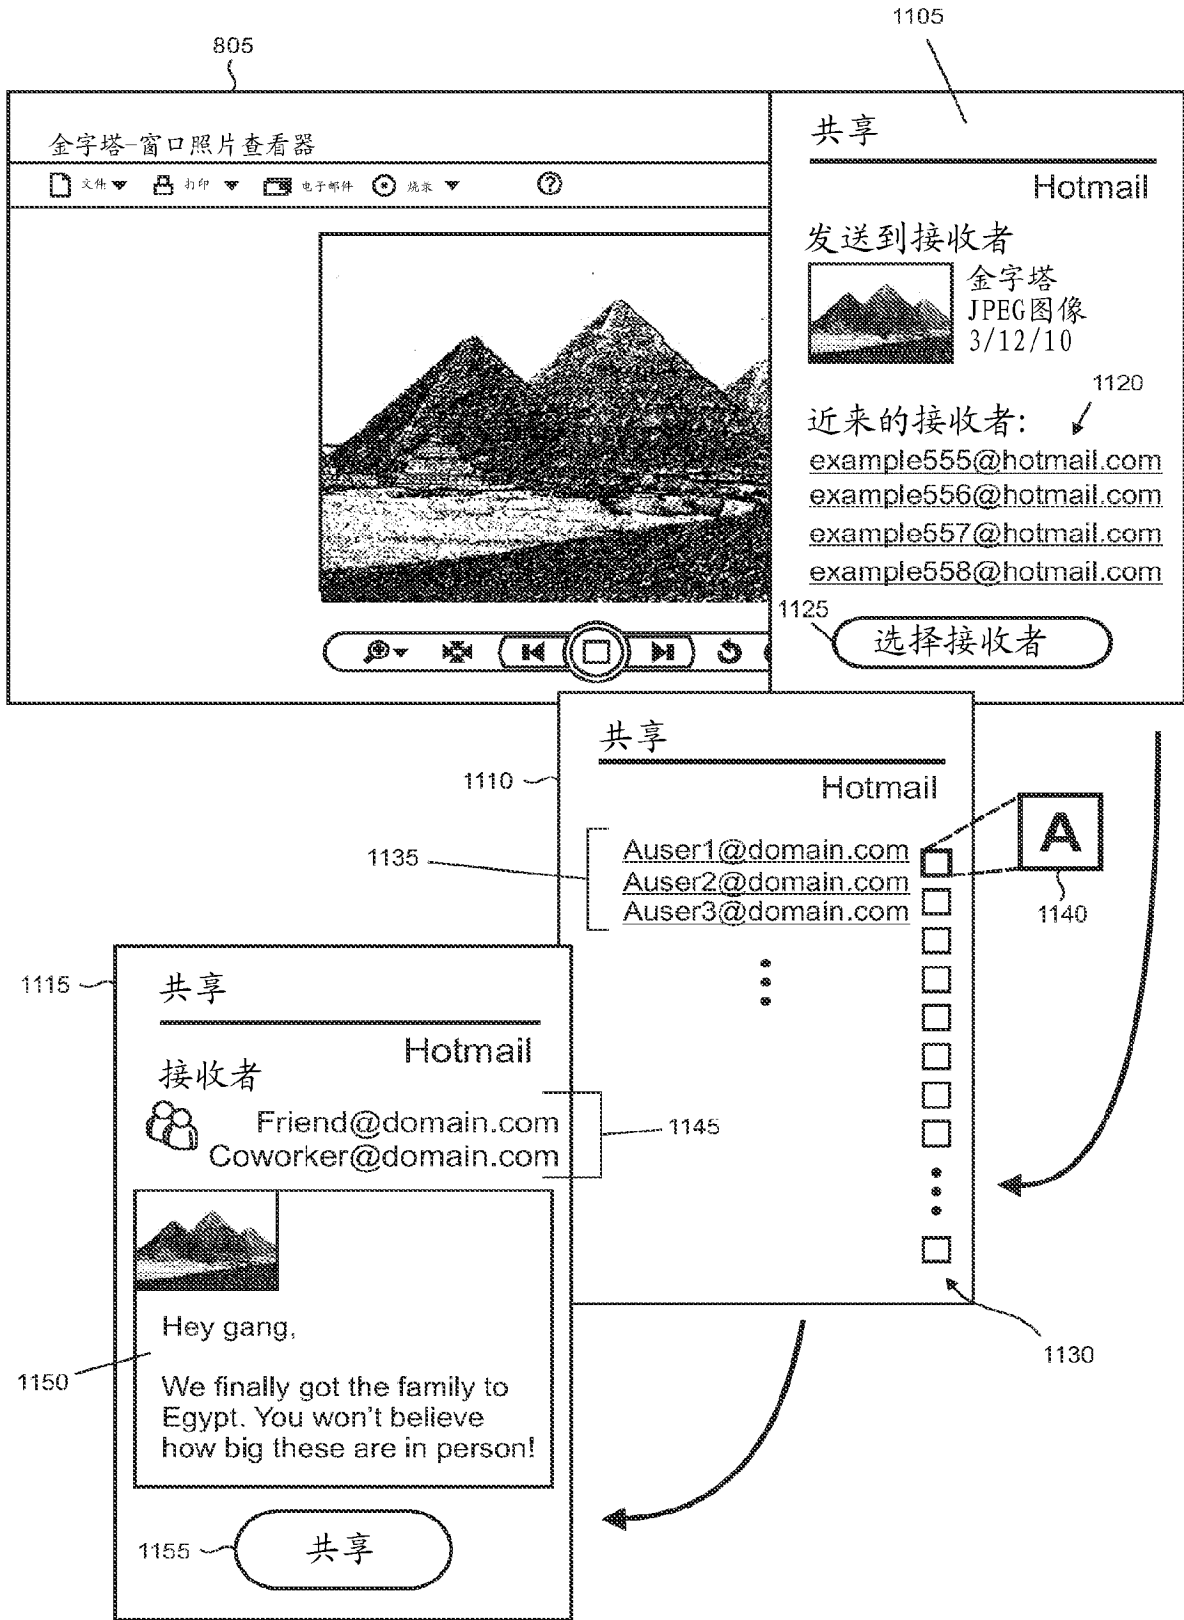 1105
805
金字塔-窗口照片查看器
文件 打印 电子邮件 烧录
共享
Hotmail
发送到接收者
金字塔
JPEG图像
3/12/10
1120
近来的接收者:
example555@hotmail.com
example556@hotmail.com
example557@hotmail.com
example558@hotmail.com
1125
选择接收者
共享
1110
Hotmail
A
1135
Auser1@domain.com
Auser2@domain.com
Auser3@domain.com
1140
1115
共享
Hotmail
接收者
Friend@domain.com
1145
Coworker@domain.com
Hey gang,
1130
1150
We finally got the family to
Egypt. You won't believe
how big these are in person!
1155
共享